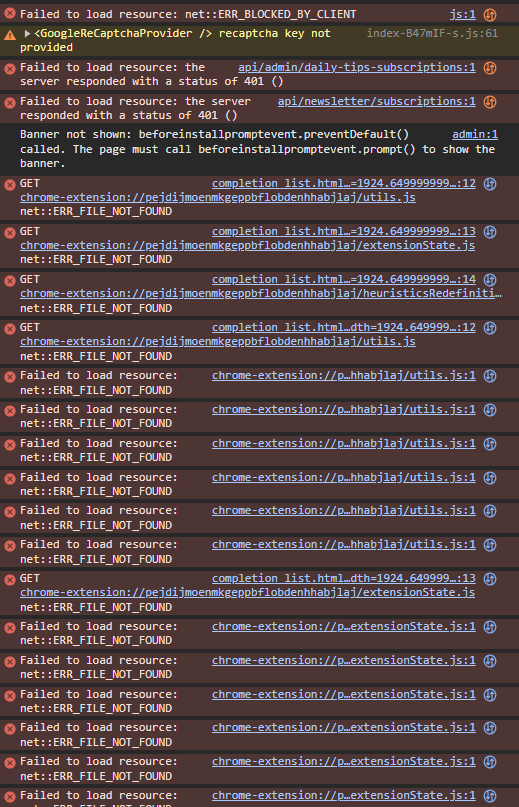 Failed to load resource: net::ERR_BLOCKED_BY_CLIENT js:1
<GoogleReCaptchaProvider /> recaptcha key not index-B47mIF-s.js:61
provided
Failed to load resource: the api/admin/daily-tips-subscriptions:1
server responded with a status of 401 ()
Failed to load resource: the server api/newsletter/subscriptions:1
responded with a status of 401 ()
Banner not shown: beforeinstallpromptevent.preventDefault() admin:1
called. The page must call beforeinstallpromptevent.prompt() to show the
banner.
GET completion list.html…=1924.649999999…:12
chrome-extension://pejdijmoenmkgeppbflobdenhhabjlaj/utils.js
net::ERR_FILE_NOT_FOUND
GET completion list.html…=1924.649999999…:13
chrome-extension://pejdijmoenmkgeppbflobdenhhabjlaj/extensionState.js
net::ERR_FILE_NOT_FOUND
GET completion list.html…=1924.649999999…:14
chrome-extension://pejdijmoenmkgeppbflobdenhhabjlaj/heuristicsRedefiniti…
net::ERR_FILE_NOT_FOUND
GET completion list.html…dth=1924.649999…:12
chrome-extension://pejdijmoenmkgeppbflobdenhhabjlaj/utils.js
net::ERR_FILE_NOT_FOUND
Failed to load resource: chrome-extension://p…hhabjlaj/utils.js:1
net::ERR_FILE_NOT_FOUND
Failed to load resource: chrome-extension://p…hhabjlaj/utils.js:1
net::ERR_FILE_NOT_FOUND
Failed to load resource: chrome-extension://p…hhabjlaj/utils.js:1
net::ERR_FILE_NOT_FOUND
Failed to load resource: chrome-extension://p…hhabjlaj/utils.js:1
net::ERR_FILE_NOT_FOUND
Failed to load resource: chrome-extension://p…hhabjlaj/utils.js:1
net::ERR_FILE_NOT_FOUND
Failed to load resource: chrome-extension://p…hhabjlaj/utils.js:1
net::ERR_FILE_NOT_FOUND
GET completion list.html…dth=1924.649999…:13
chrome-extension://pejdijmoenmkgeppbflobdenhhabjlaj/extensionState.js
net::ERR_FILE_NOT_FOUND
Failed to load resource: chrome-extension://p…extensionState.js:1
net::ERR_FILE_NOT_FOUND
Failed to load resource: chrome-extension://p…extensionState.js:1
net::ERR_FILE_NOT_FOUND
Failed to load resource: chrome-extension://p…extensionState.js:1
net::ERR_FILE_NOT_FOUND
Failed to load resource: chrome-extension://p…extensionState.js:1
net::ERR_FILE_NOT_FOUND
Failed to load resource: chrome-extension://p…extensionState.js:1
net::ERR_FILE_NOT_FOUND
Failed to load resource: chrome-extension://p…extensionState.js:1